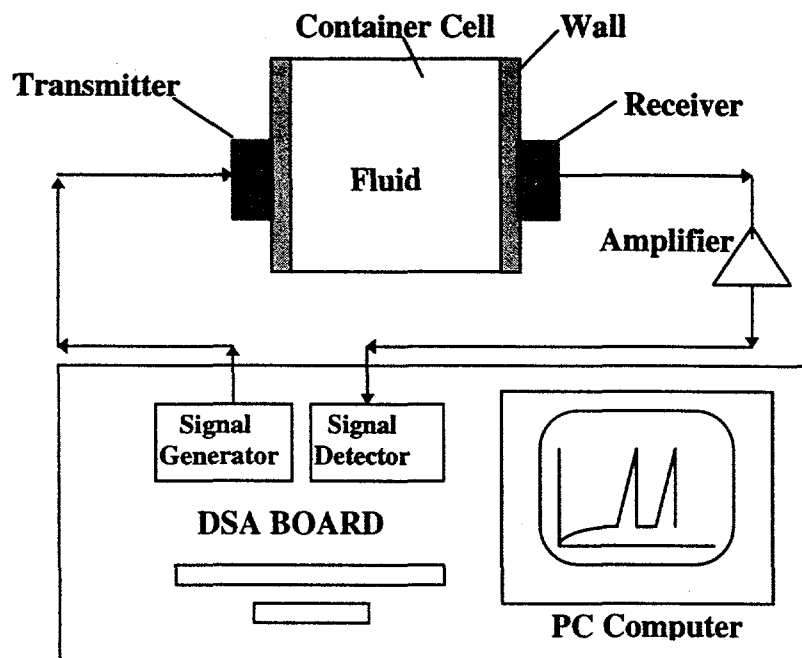 Container Cell
Wall
Transmitter
Receiver
Fluid
Amplifier
Signal
Generator
Signal
Detector
DSA BOARD
PC Computer